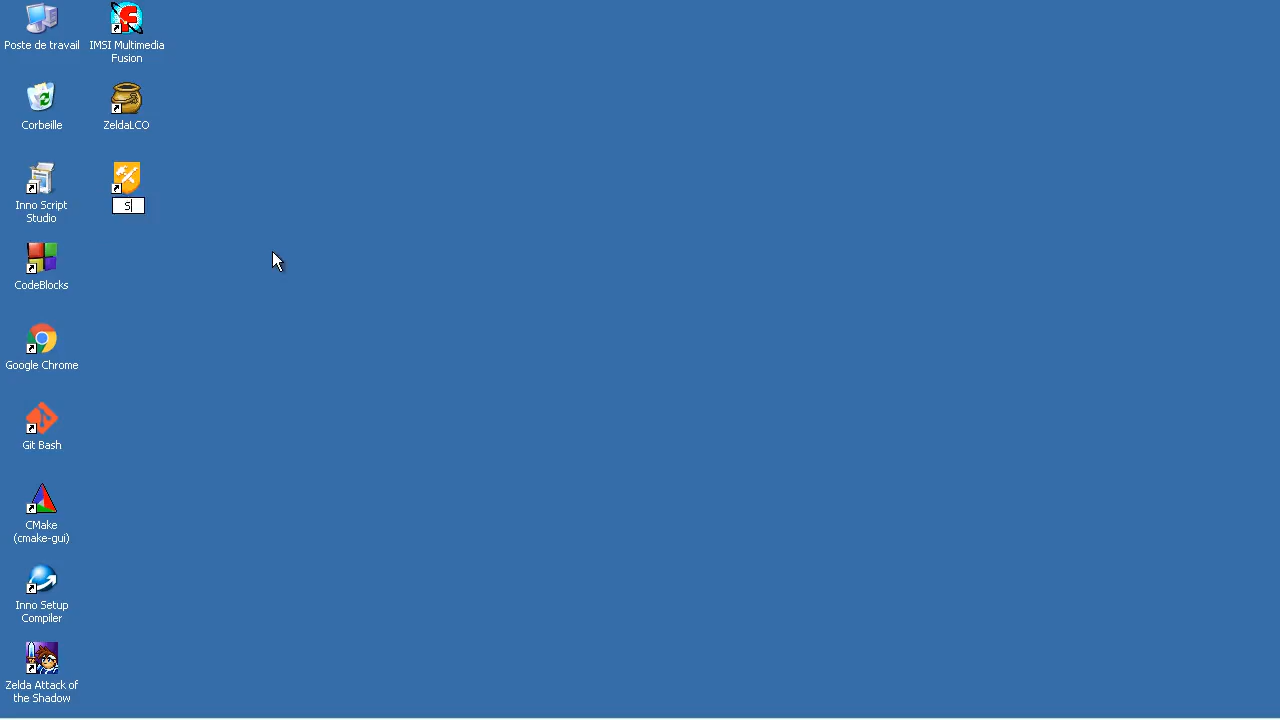 Poste de travail
IMSI Multimedia
Fusion
Corbeille
ZeldaLCO
Inno Script
Studio
S
CodeBlocks
Google Chrome
Git Bash
CMake
(cmake-gui)
Inno Setup
Compiler
Zelda Attack of
the Shadow